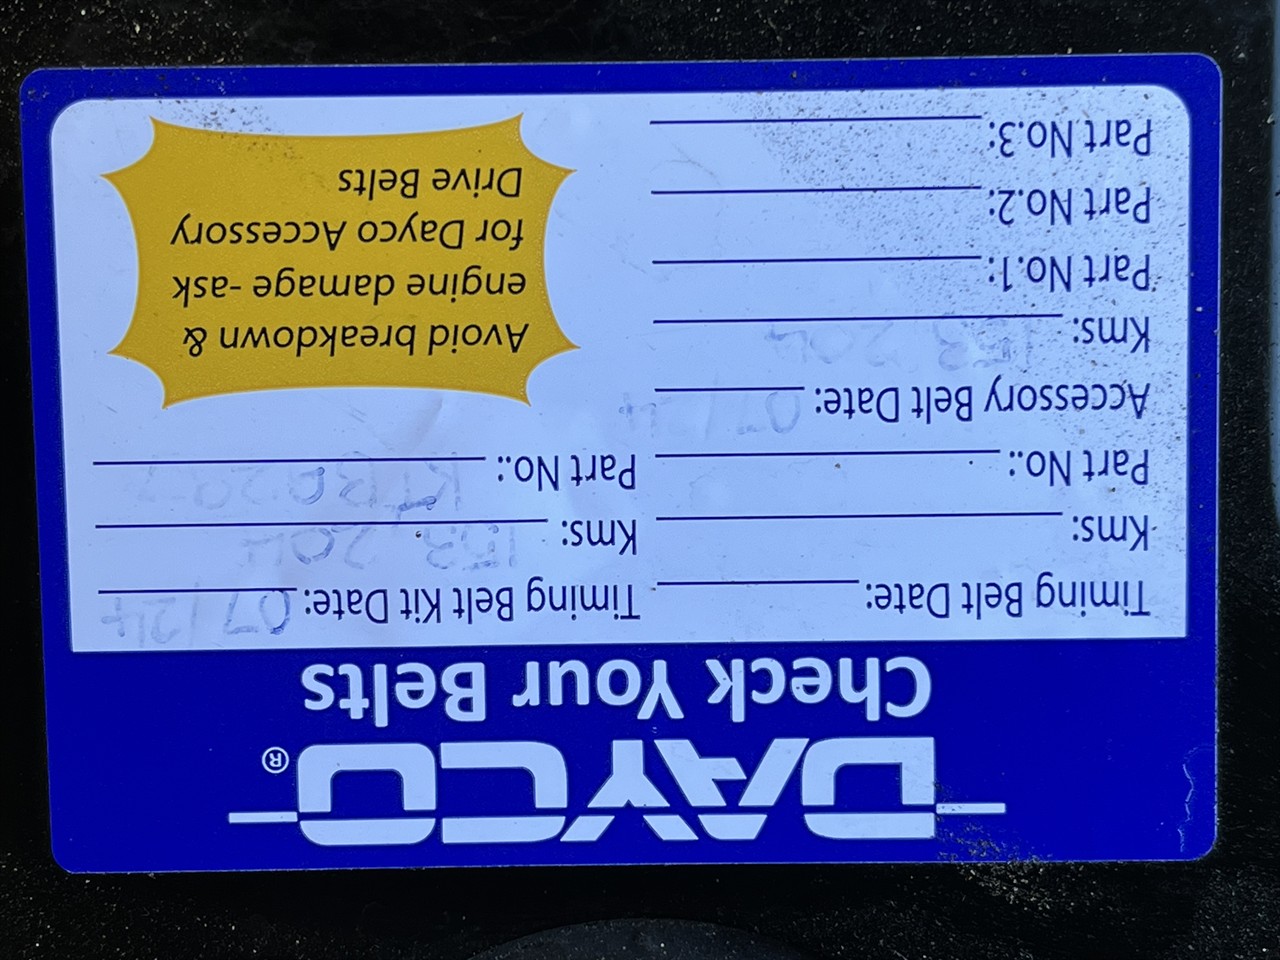 DAYCO®
Check Your Belts
Timing Belt Date:
Kms:
Part No.:
Accessory Belt Date: 07/24
Kms: 153 204
Part No.1:
Part No.2:
Part No.3:
Timing Belt Kit Date: 07/24
Kms: 153 204
Part No.:
Avoid breakdown &
engine damage - ask
for Dayco Accessory
Drive Belts